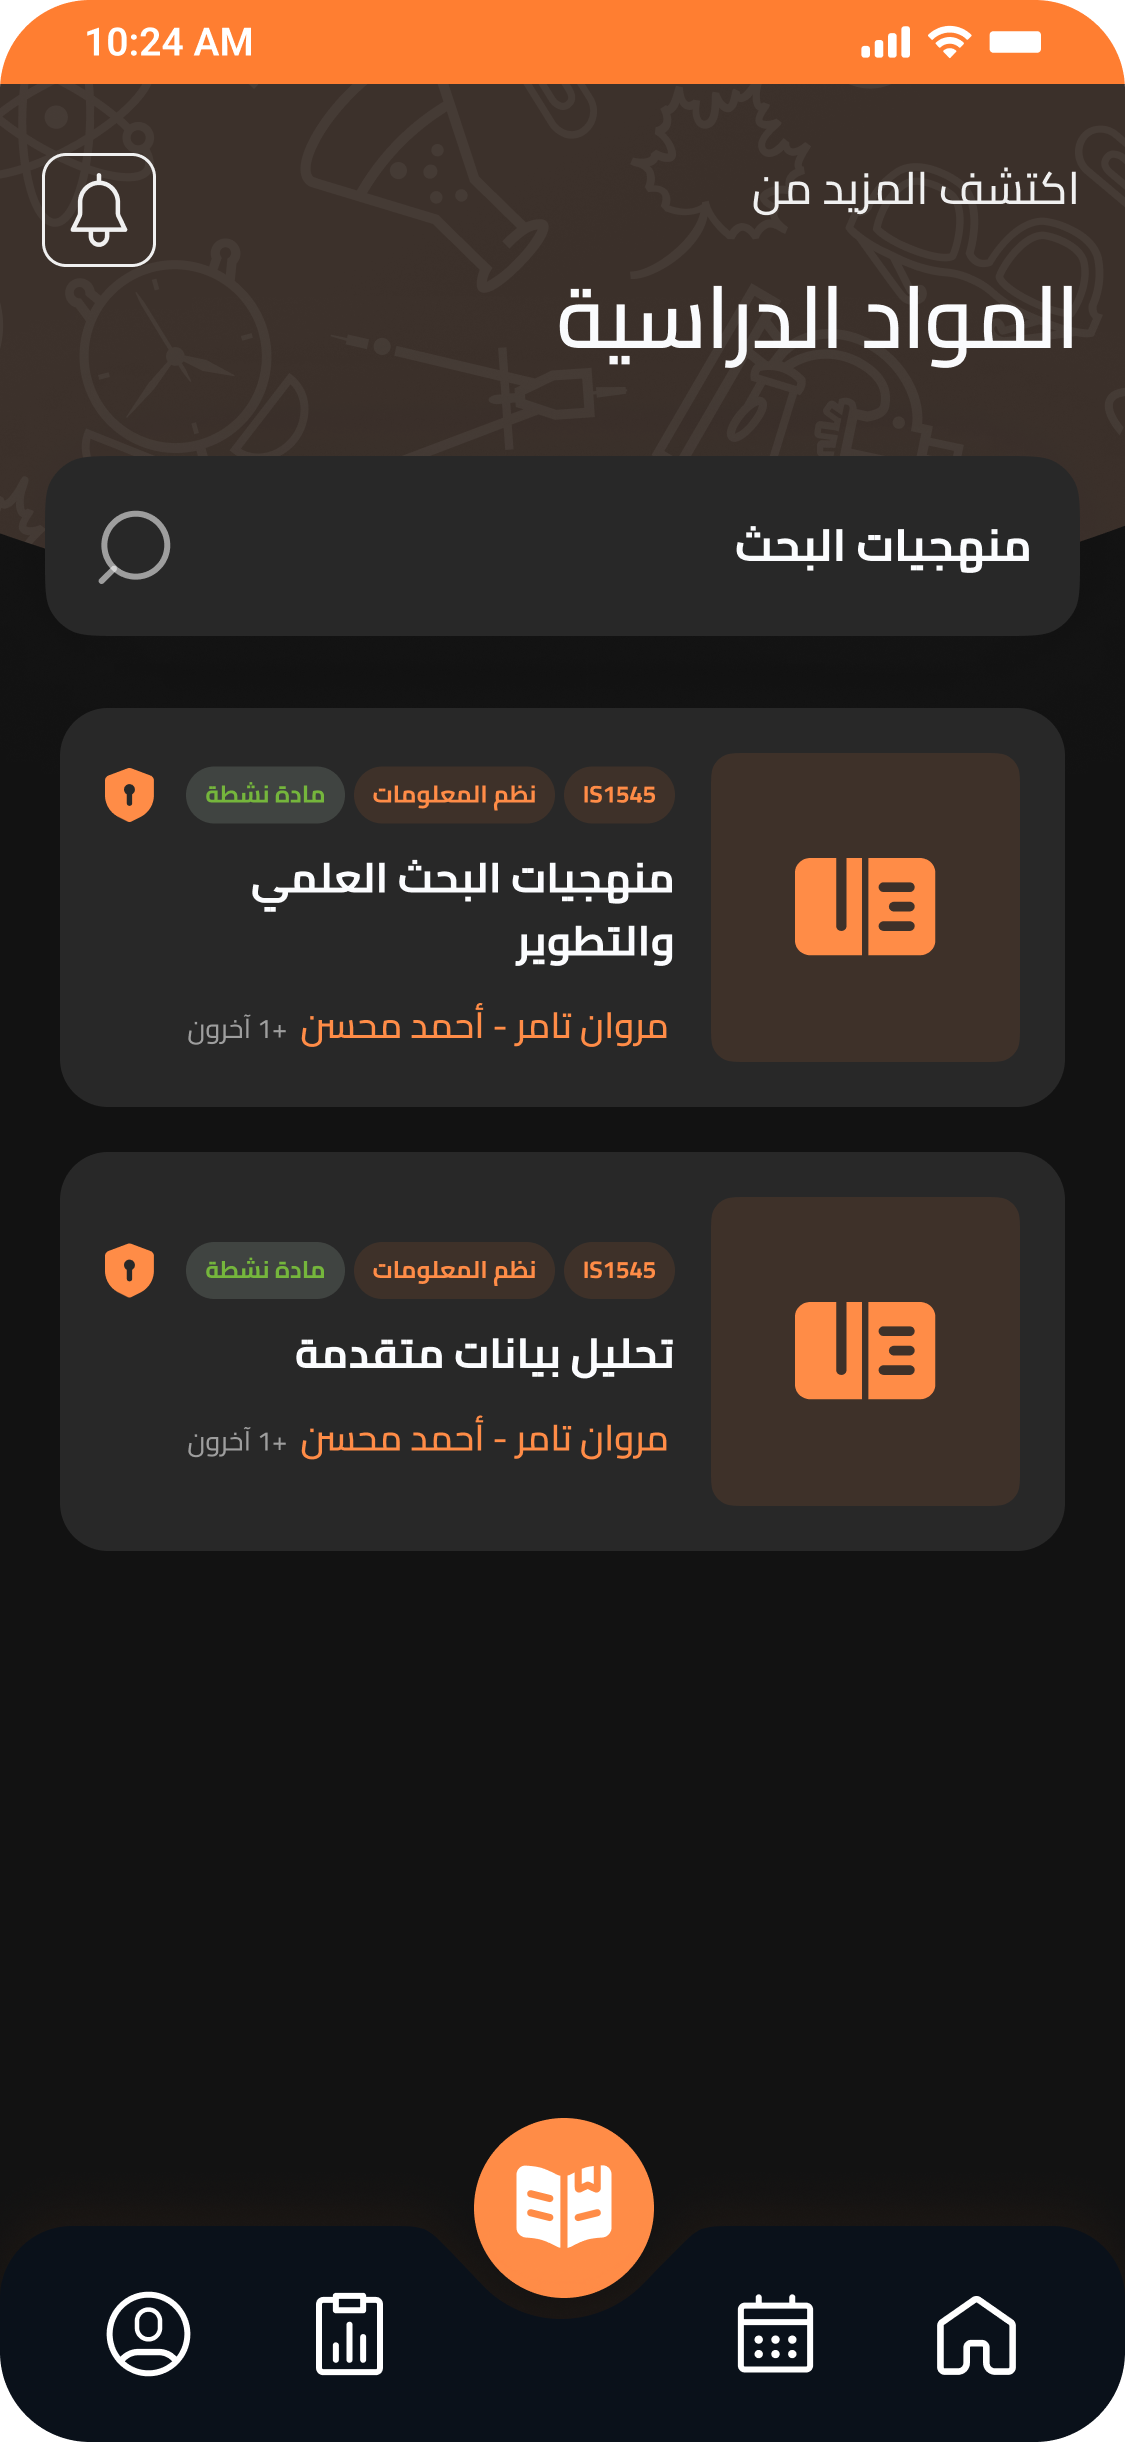 10:24 AM
اكتشف المزيد من
المواد الدراسية
منهجيات البحث
IS1545 نظم المعلومات مادة نشطة
منهجيات البحث العلمي
والتطوير
مروان تامر - أحمد محسن +1 آخرون
IS1545 نظم المعلومات مادة نشطة
تحليل بيانات متقدمة
مروان تامر - أحمد محسن +1 آخرون